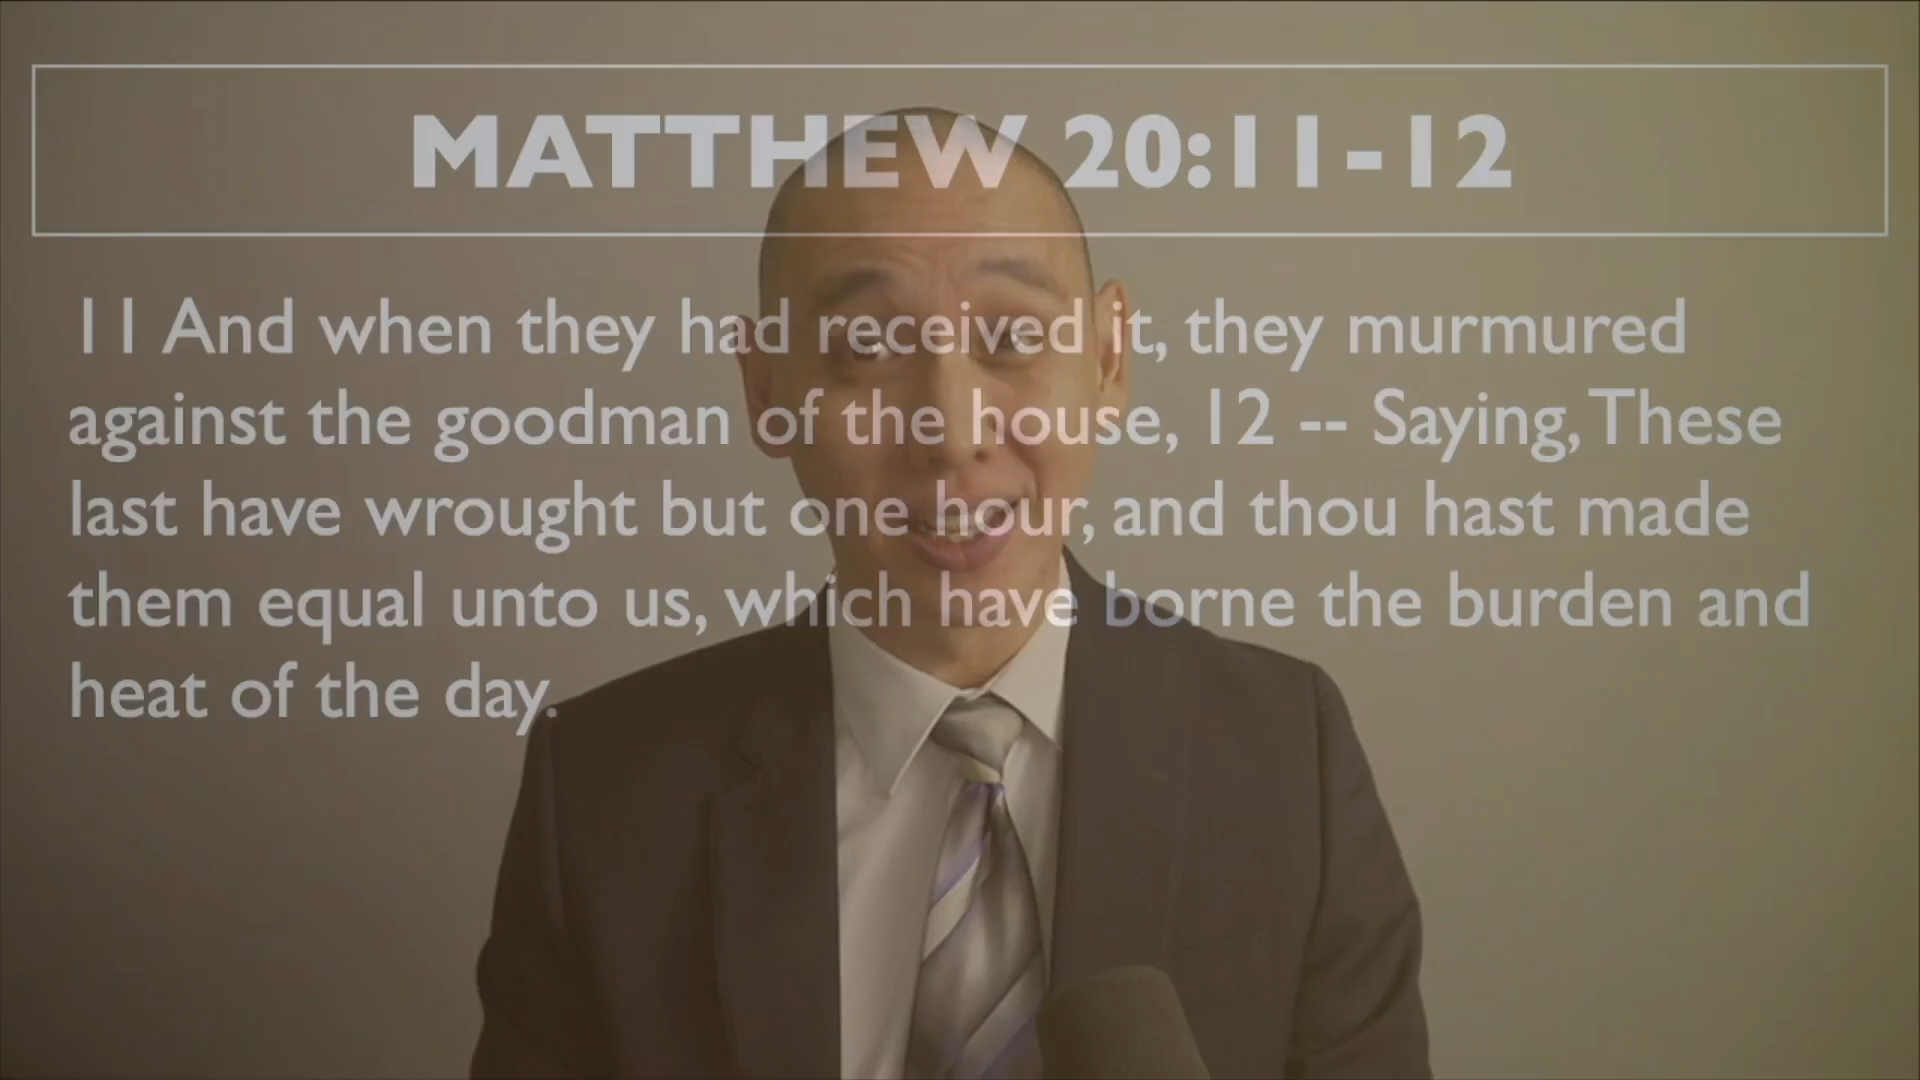 MATTHEW 20:11-12
11 And when they had received it, they murmured
against the goodman of the house, 12 -- Saying, These
last have wrought but one hour, and thou hast made
them equal unto us, which have borne the burden and
heat of the day.